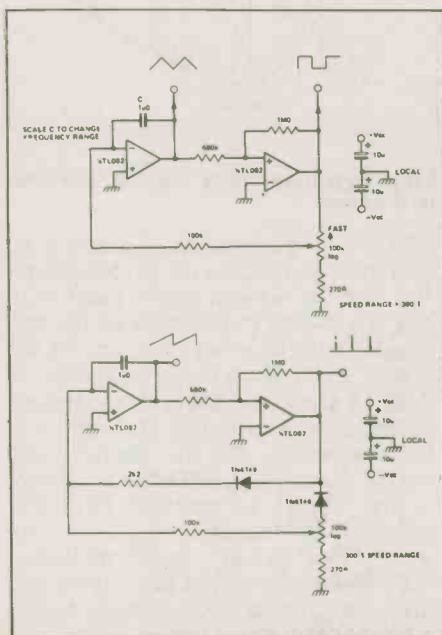 SCALE C TO CHANGE
FREQUENCY RANGE
C
1u0
½TL082
680k
1M0
½TL082
+Vcc
10u
LOCAL
10u
-Vcc
FAST
100k
log
100k
270R
SPEED RANGE > 380:1
1u0
½TL082
680k
1M0
½TL082
+Vcc
10u
LOCAL
10u
-Vcc
2k2
100k
100k
log
270R
300:1 SPEED RANGE